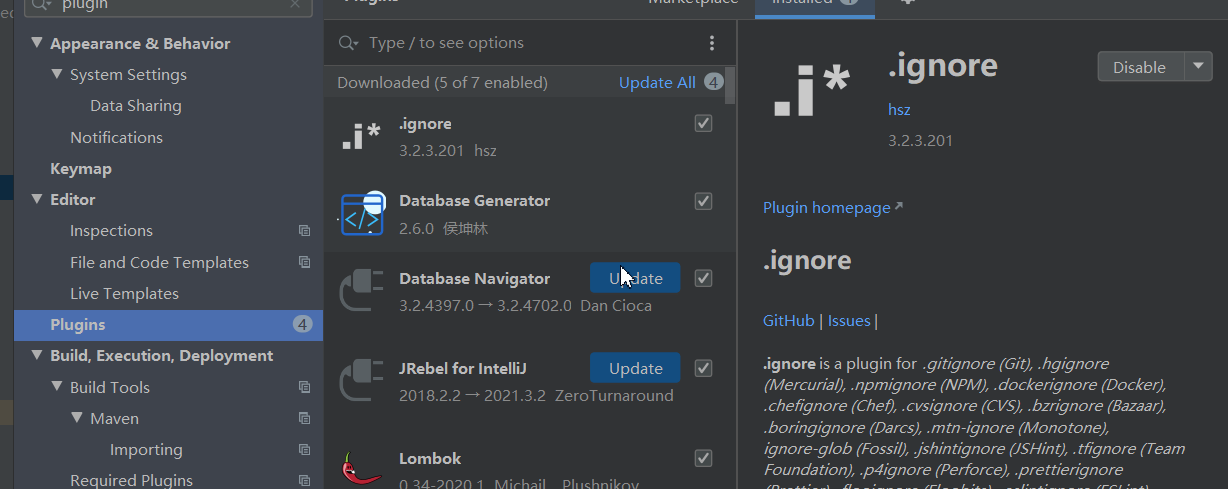 plugin
Appearance & Behavior
System Settings
Data Sharing
Notifications
Keymap
Editor
Inspections
File and Code Templates
Live Templates
Plugins 4
Build, Execution, Deployment
Build Tools
Maven
Importing
Required Plugins
Plugins
Marketplace
Installed
Type / to see options
Downloaded (5 of 7 enabled) Update All 4
.i*
.ignore
3.2.3.201 hsz
Database Generator
2.6.0 侯坤林
Database Navigator Update
3.2.4397.0 → 3.2.4702.0 Dan Cioca
JRebel for IntelliJ Update
2018.2.2 → 2021.3.2 ZeroTurnaround
Lombok
0.34-2020.1 Michail Plushnikov
.i*
.ignore
Disable
hsz
3.2.3.201
Plugin homepage
.ignore
GitHub | Issues |
.ignore is a plugin for .gitignore (Git), .hgignore
(Mercurial), .npmignore (NPM), .dockerignore (Docker),
.chefignore (Chef), .cvsignore (CVS), .bzrignore (Bazaar),
.boringignore (Darcs), .mtn-ignore (Monotone),
ignore-glob (Fossil), .jshintignore (JSHint), .tfignore (Team
Foundation), .p4ignore (Perforce), .prettierignore
(Prettier), .flooignore (Floobits), .eslintignore (ESLint),